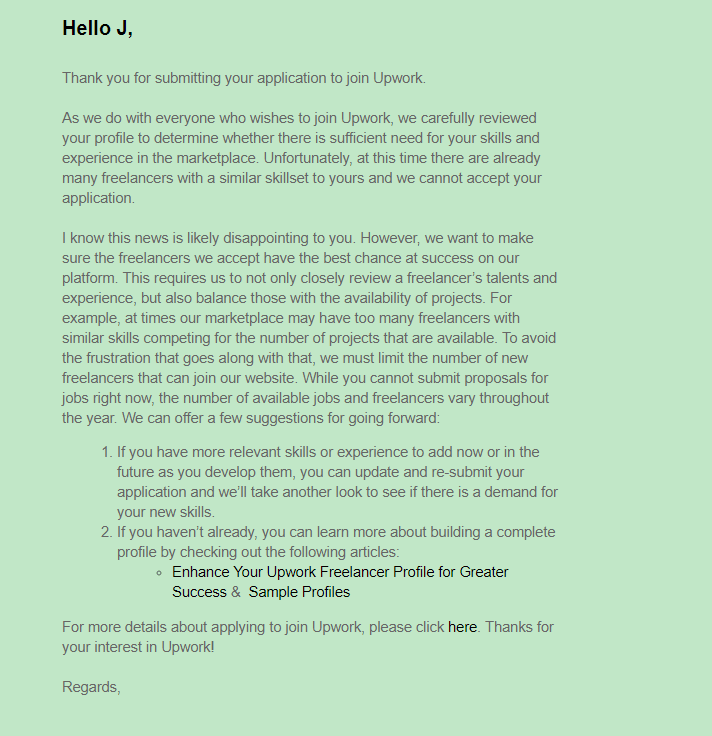 Hello J,
Thank you for submitting your application to join Upwork.
As we do with everyone who wishes to join Upwork, we carefully reviewed
your profile to determine whether there is sufficient need for your skills and
experience in the marketplace. Unfortunately, at this time there are already
many freelancers with a similar skillset to yours and we cannot accept your
application.
I know this news is likely disappointing to you. However, we want to make
sure the freelancers we accept have the best chance at success on our
platform. This requires us to not only closely review a freelancer's talents and
experience, but also balance those with the availability of projects. For
example, at times our marketplace may have too many freelancers with
similar skills competing for the number of projects that are available. To avoid
the frustration that goes along with that, we must limit the number of new
freelancers that can join our website. While you cannot submit proposals for
jobs right now, the number of available jobs and freelancers vary throughout
the year. We can offer a few suggestions for going forward:
1. If you have more relevant skills or experience to add now or in the
future as you develop them, you can update and re-submit your
application and we'll take another look to see if there is a demand for
your new skills.
2. If you haven't already, you can learn more about building a complete
profile by checking out the following articles:
◦ Enhance Your Upwork Freelancer Profile for Greater
Success & Sample Profiles
For more details about applying to join Upwork, please click here. Thanks for
your interest in Upwork!
Regards,